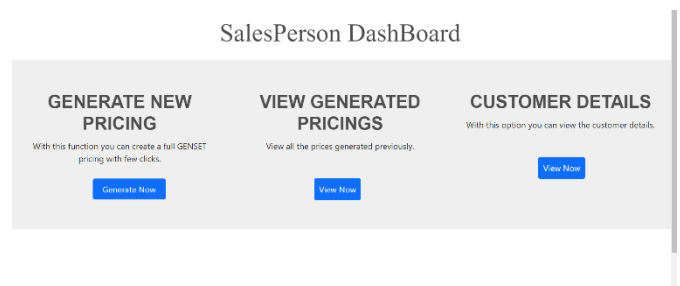 SalesPerson DashBoard
GENERATE NEW
PRICING
With this function you can create a full GENSET
pricing with few clicks.
Generate Now
VIEW GENERATED
PRICINGS
View all the prices generated previously.
View Now
CUSTOMER DETAILS
With this option you can view the customer details.
View Now